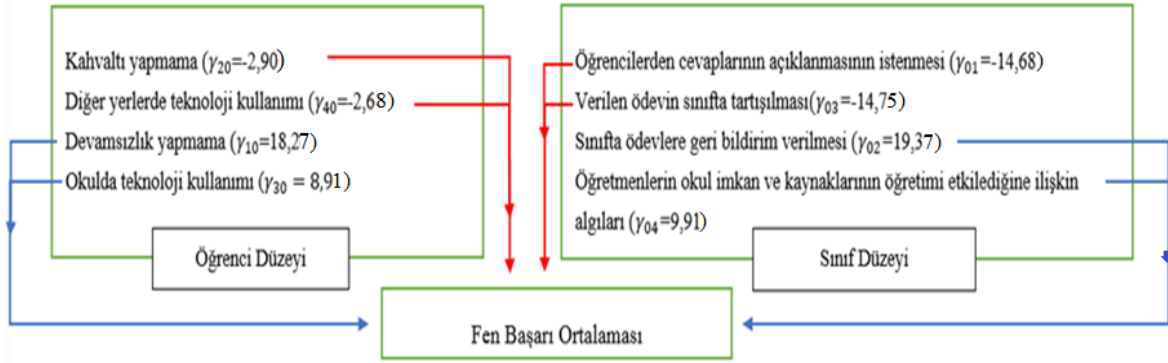 Kahvaltı yapmama (γ20=-2,90)
Diğer yerlerde teknoloji kullanımı (γ40=-2,68)
Devamsızlık yapmama (γ10=18,27)
Okulda teknoloji kullanımı (γ30 = 8,91)
Öğrenci Düzeyi
Öğrencilerden cevaplarının açıklanmasının istenmesi (γ01=-14,68)
Verilen ödevin sınıfta tartışılması(γ03=-14,75)
Sınıfta ödevlere geri bildirim verilmesi (γ02=19,37)
Öğretmenlerin okul imkan ve kaynaklarının öğretimi etkilediğine ilişkin
algıları (γ04=9,91)
Sınıf Düzeyi
Fen Başarı Ortalaması